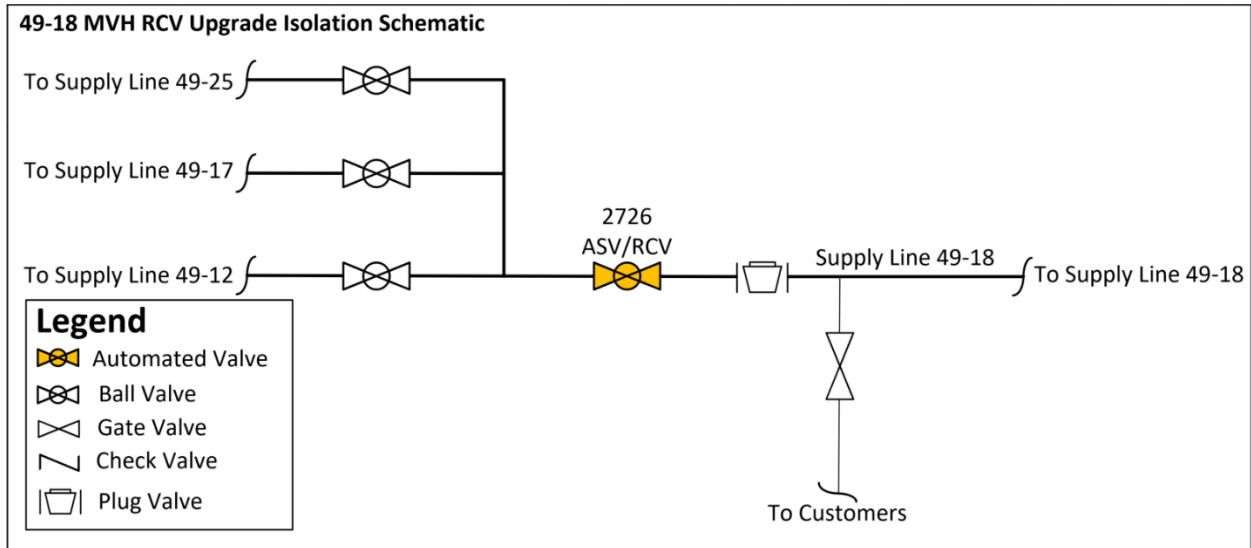 49-18 MVH RCV Upgrade Isolation Schematic
To Supply Line 49-25
To Supply Line 49-17
2726
ASV/RCV
To Supply Line 49-12
Supply Line 49-18
To Supply Line 49-18
Legend
Automated Valve
Ball Valve
Gate Valve
Check Valve
Plug Valve
To Customers